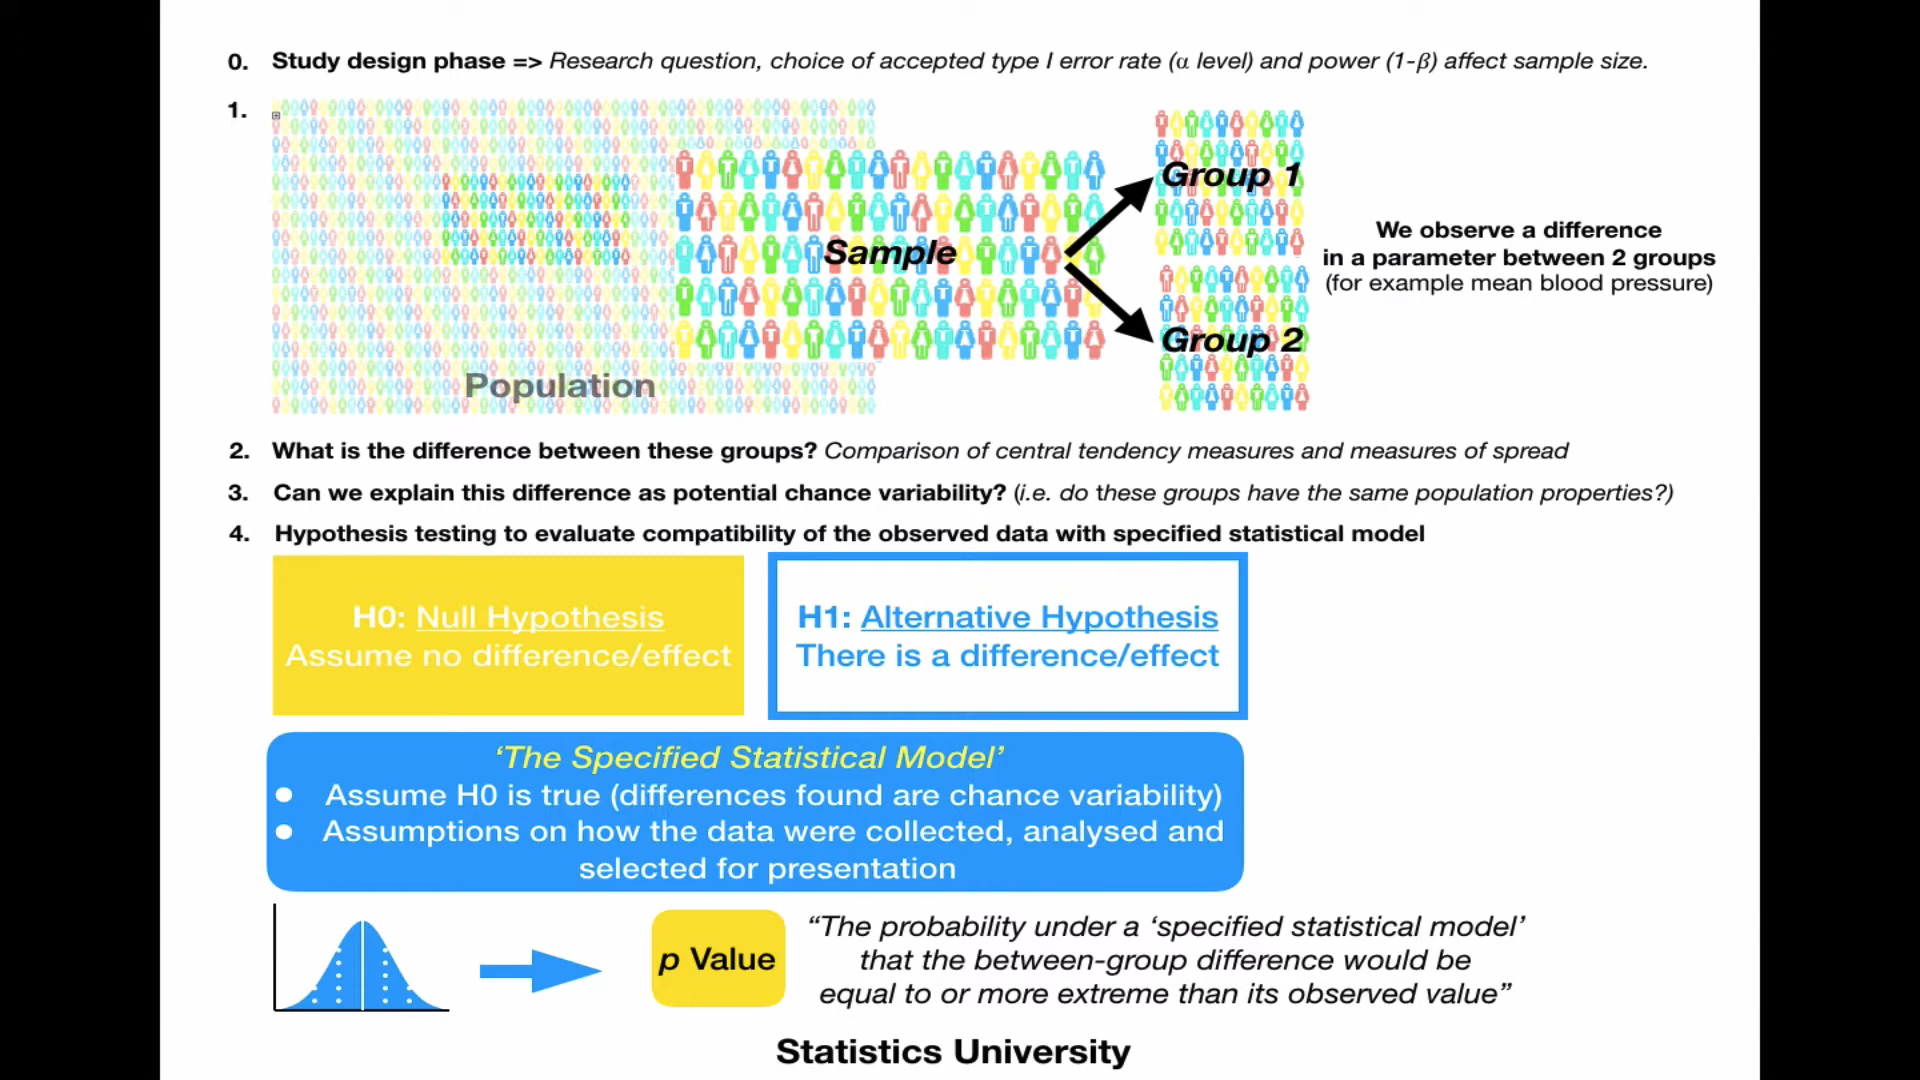 0. Study design phase => Research question, choice of accepted type I error rate (α level) and power (1-β) affect sample size.
1.
Population
Sample
Group 1
Group 2
We observe a difference
in a parameter between 2 groups
(for example mean blood pressure)
2. What is the difference between these groups? Comparison of central tendency measures and measures of spread
3. Can we explain this difference as potential chance variability? (i.e. do these groups have the same population properties?)
4. Hypothesis testing to evaluate compatibility of the observed data with specified statistical model
H0: Null Hypothesis
Assume no difference/effect
H1: Alternative Hypothesis
There is a difference/effect
‘The Specified Statistical Model’
● Assume H0 is true (differences found are chance variability)
● Assumptions on how the data were collected, analysed and
selected for presentation
p Value
“The probability under a ‘specified statistical model’
that the between-group difference would be
equal to or more extreme than its observed value”
Statistics University